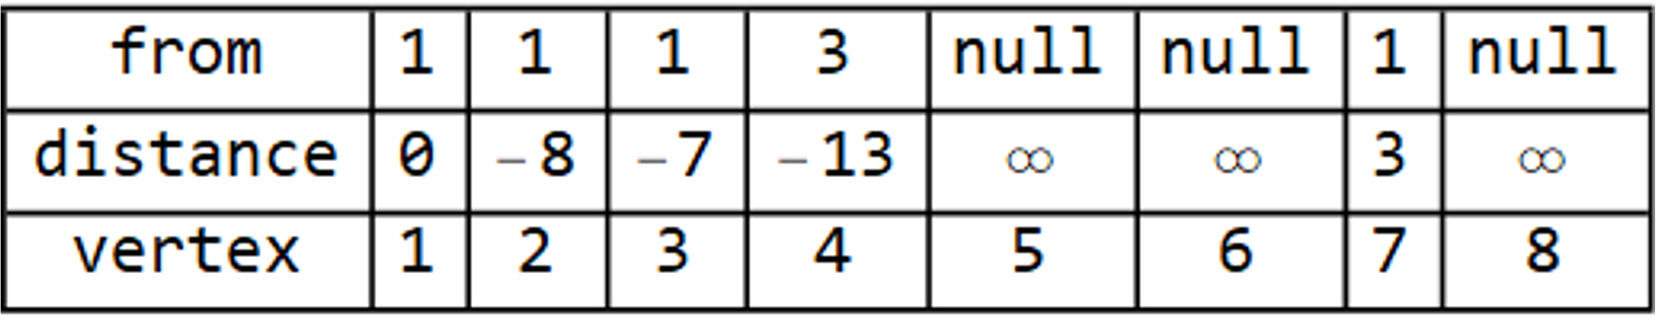 from 1 1 1 3 null null 1 null
distance 0 −8 −7 −13 ∞ ∞ 3 ∞
vertex 1 2 3 4 5 6 7 8